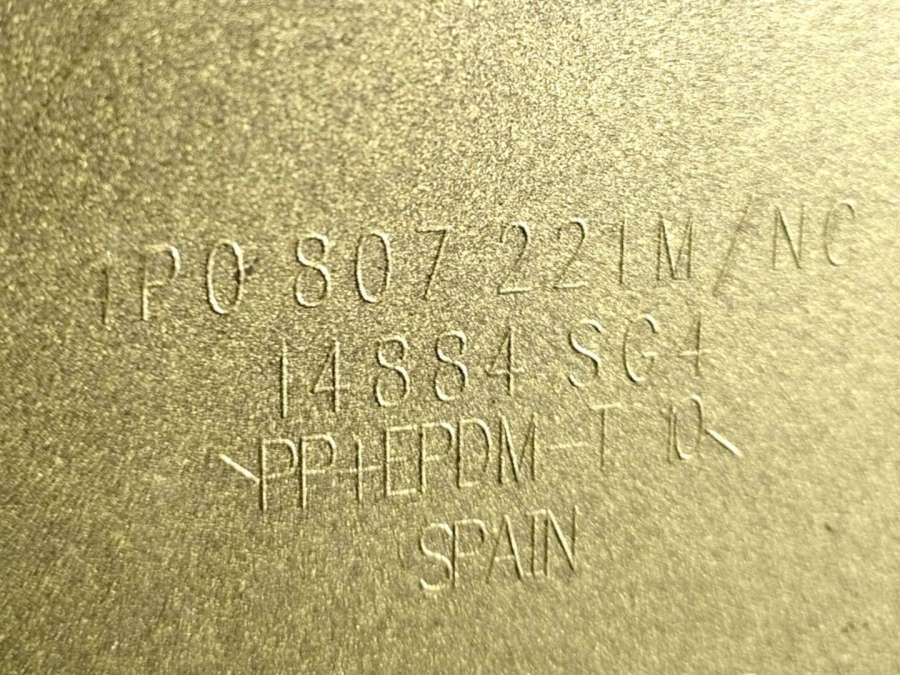 1P0 807 221M/NC
14884 SG4
>PP+EPDM-T 10<
SPAIN